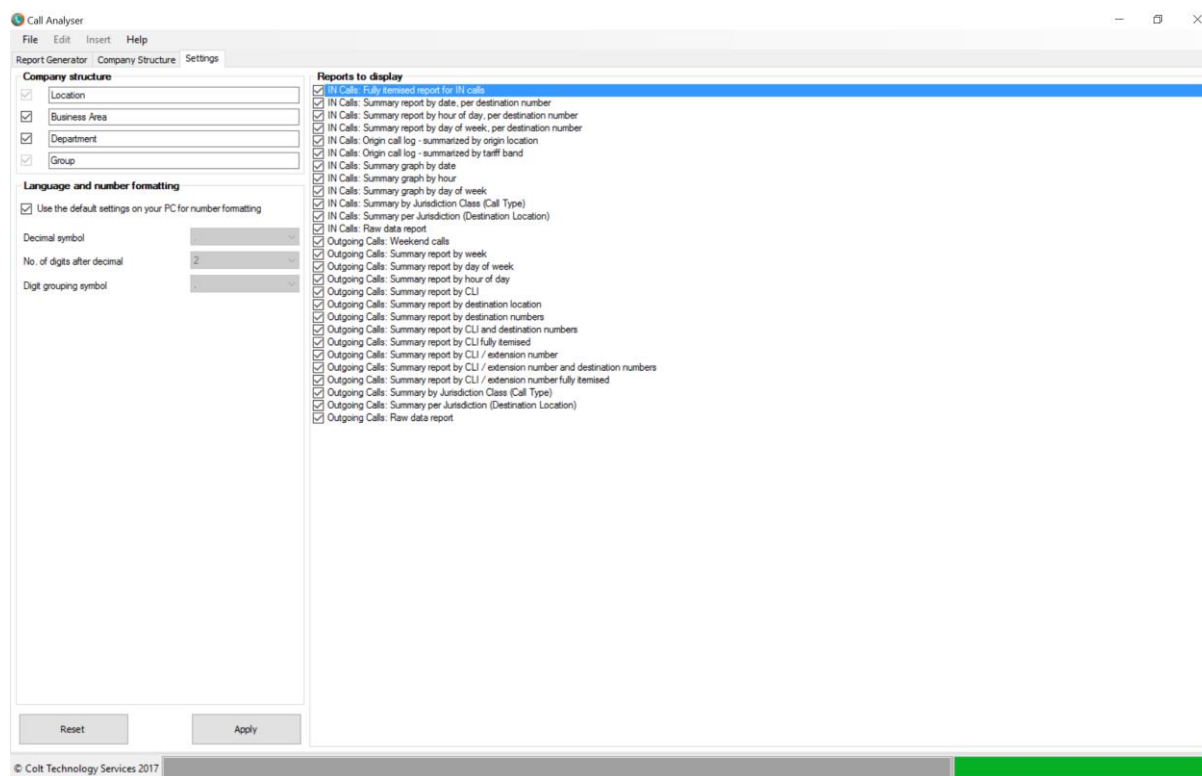 Call Analyser
File Edit Insert Help
Report Generator Company Structure Settings
Company structure
Location
Business Area
Department
Group
Language and number formatting
Use the default settings on your PC for number formatting
Decimal symbol .
No. of digits after decimal 2
Digit grouping symbol
Reset Apply
Reports to display
IN Calls: Fully itemised report for IN calls
IN Calls: Summary report by date, per destination number
IN Calls: Summary report by hour of day, per destination number
IN Calls: Summary report by day of week, per destination number
IN Calls: Origin call log - summarized by origin location
IN Calls: Origin call log - summarized by tariff band
IN Calls: Summary graph by date
IN Calls: Summary graph by hour
IN Calls: Summary graph by day of week
IN Calls: Summary by Jurisdiction Class (Call Type)
IN Calls: Summary per Jurisdiction (Destination Location)
IN Calls: Raw data report
Outgoing Calls: Weekend calls
Outgoing Calls: Summary report by week
Outgoing Calls: Summary report by day of week
Outgoing Calls: Summary report by hour of day
Outgoing Calls: Summary report by CLI
Outgoing Calls: Summary report by destination location
Outgoing Calls: Summary report by destination numbers
Outgoing Calls: Summary report by CLI and destination numbers
Outgoing Calls: Summary report by CLI fully itemised
Outgoing Calls: Summary report by CLI / extension number
Outgoing Calls: Summary report by CLI / extension number and destination numbers
Outgoing Calls: Summary report by CLI / extension number fully itemised
Outgoing Calls: Summary by Jurisdiction Class (Call Type)
Outgoing Calls: Summary per Jurisdiction (Destination Location)
Outgoing Calls: Raw data report
© Colt Technology Services 2017